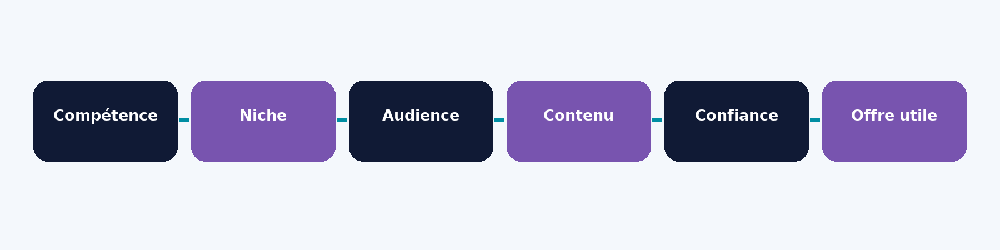 Compétence
Niche
Audience
Contenu
Confiance
Offre utile